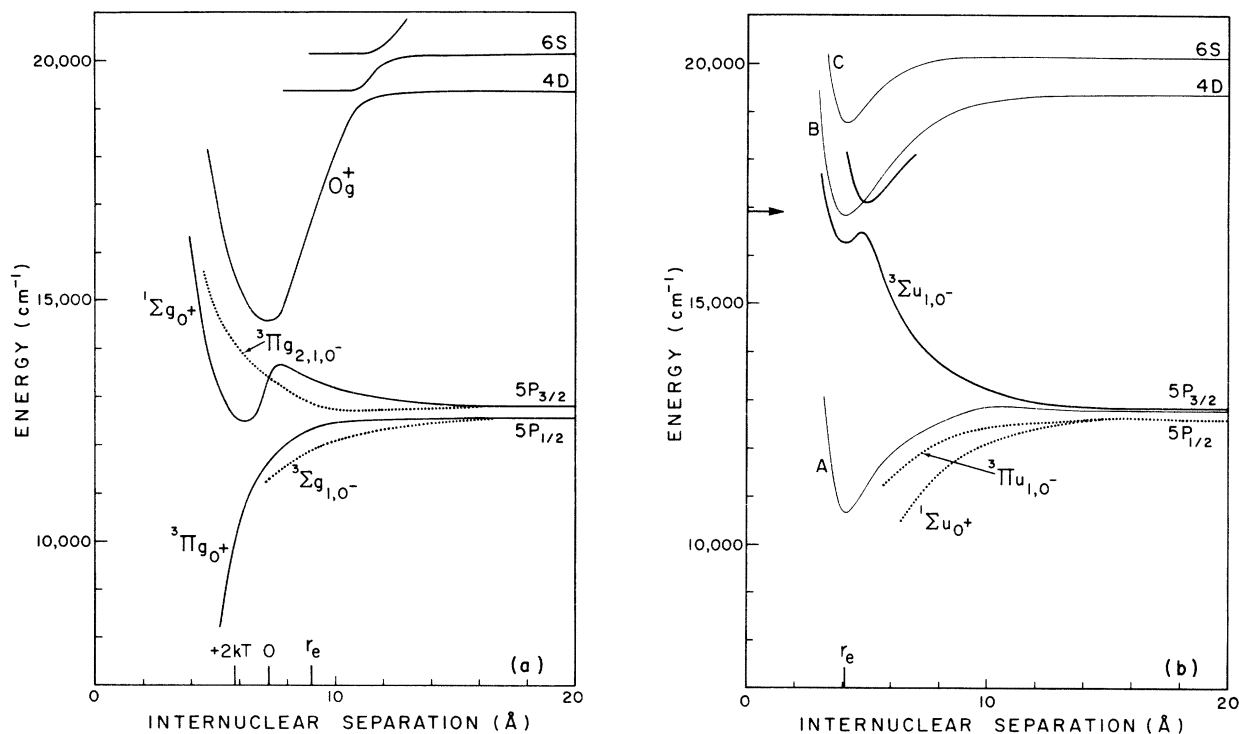 20,000
15,000
10,000
ENERGY (cm⁻¹)
6S
4D
Og⁺
¹Σg₀⁺
³Πg₂,₁,₀⁻
5P₃/₂
5P₁/₂
³Σg₁,₀⁻
³Πg₀⁺
+2kT O rₑ
(a)
0 10 20
INTERNUCLEAR SEPARATION (Å)
20,000
15,000
10,000
ENERGY (cm⁻¹)
C
6S
4D
B
³Σu₁,₀⁻
5P₃/₂
5P₁/₂
A
³Πu₁,₀⁻
¹Σu₀⁺
rₑ
(b)
0 10 20
INTERNUCLEAR SEPARATION (Å)